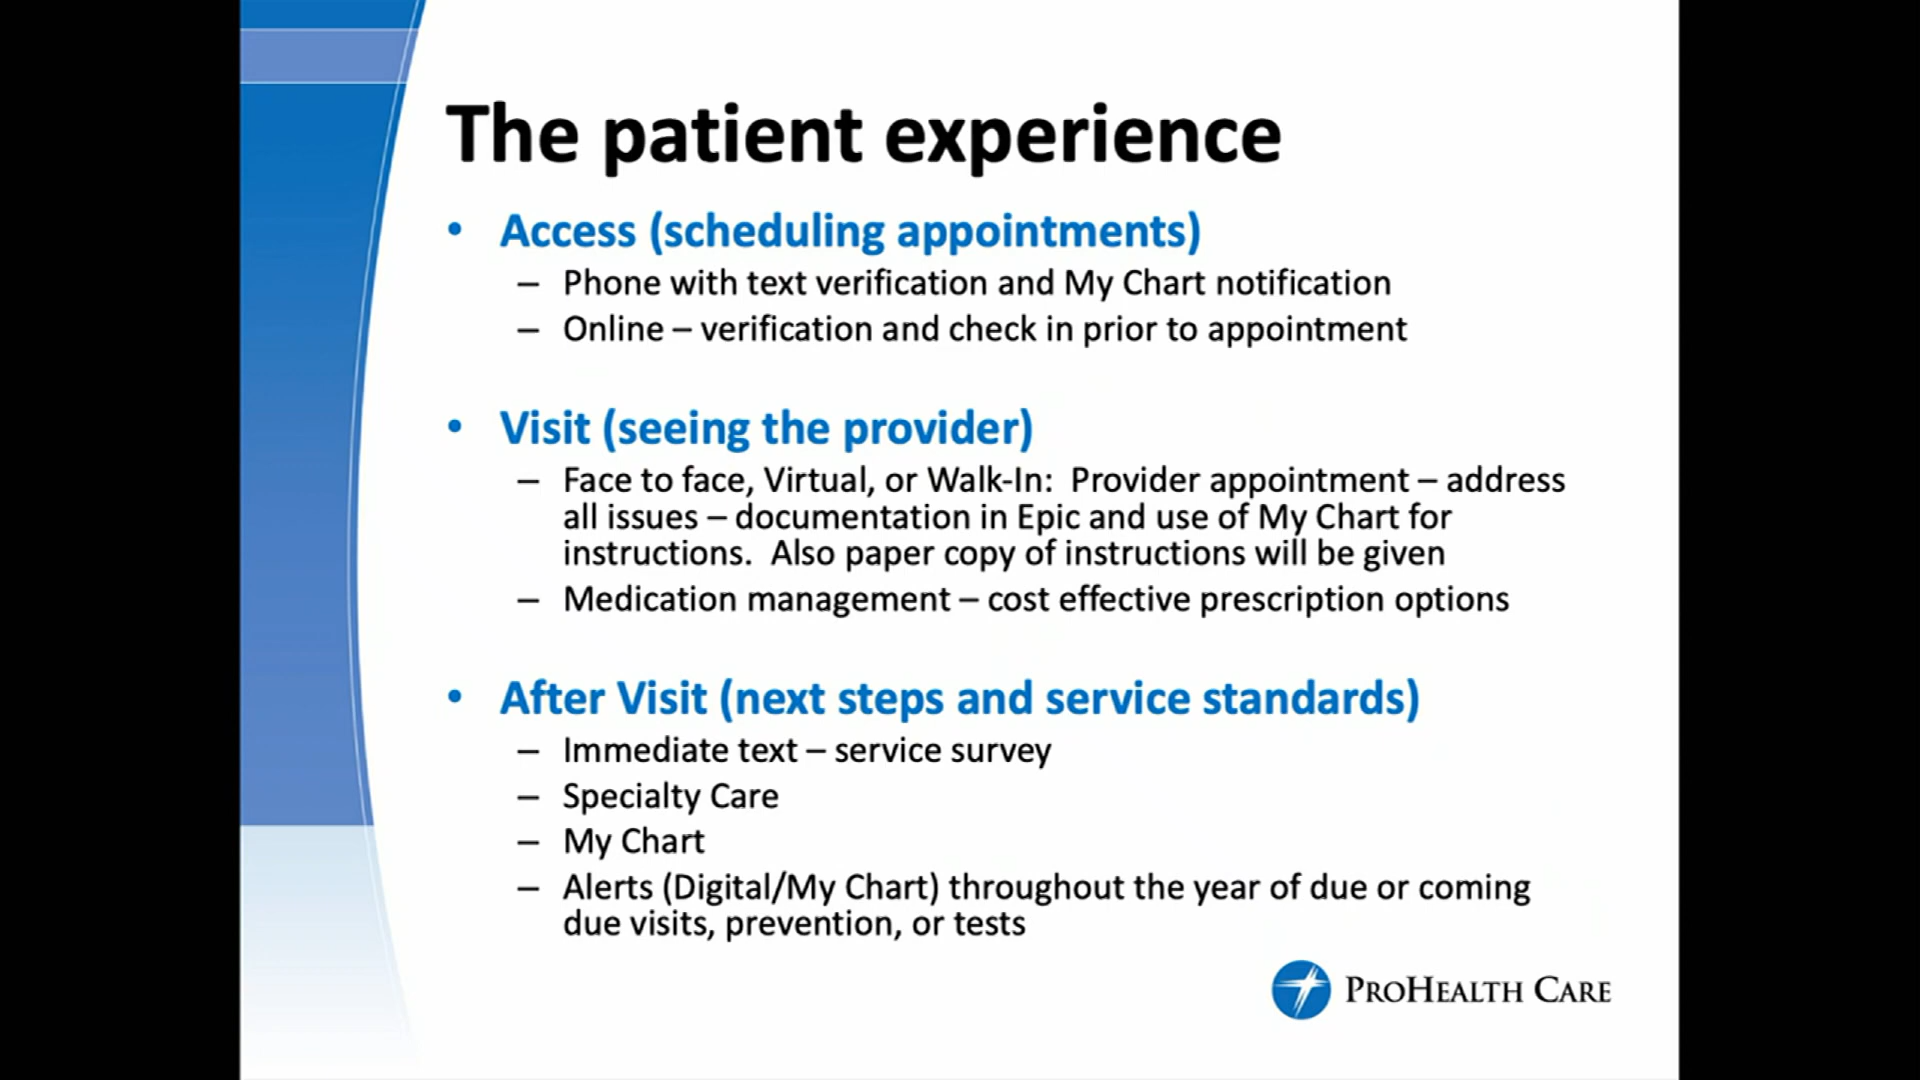 The patient experience
• Access (scheduling appointments)
– Phone with text verification and My Chart notification
– Online – verification and check in prior to appointment
• Visit (seeing the provider)
– Face to face, Virtual, or Walk-In:  Provider appointment – address
all issues – documentation in Epic and use of My Chart for
instructions.  Also paper copy of instructions will be given
– Medication management – cost effective prescription options
• After Visit (next steps and service standards)
– Immediate text – service survey
– Specialty Care
– My Chart
– Alerts (Digital/My Chart) throughout the year of due or coming
due visits, prevention, or tests
PROHEALTH CARE